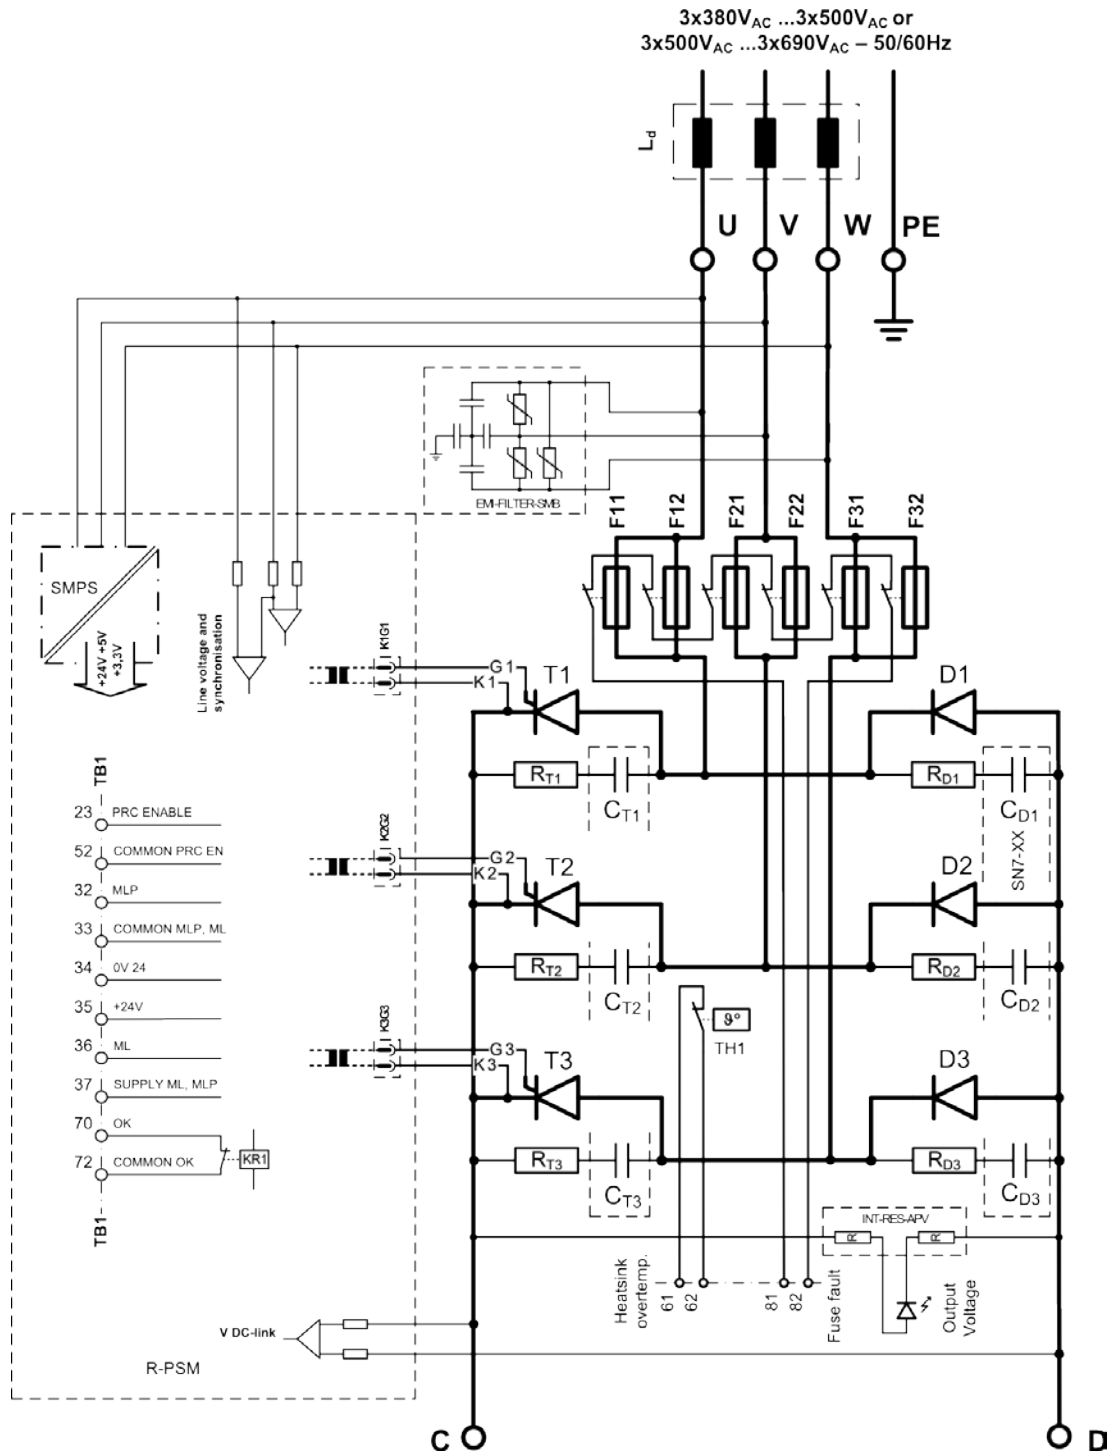 3x380VAC ...3x500VAC or
3x500VAC ...3x690VAC – 50/60Hz
Ld
U V W PE
EMI-FILTER-SMB
F11 F12 F21 F22 F31 F32
SMPS
+24V +5V
+3,3V
Line voltage and
synchronisation
K1G1
G1
K1
T1
D1
RT1
CT1
RD1
CD1
SN7-XX
TB1
23 PRC ENABLE
52 COMMON PRC EN
32 MLP
33 COMMON MLP, ML
34 0V 24
35 +24V
36 ML
37 SUPPLY ML, MLP
70 OK
72 COMMON OK
KR1
TB1
K2G2
G2
K2
T2
D2
RT2
CT2
RD2
CD2
ϑ°
TH1
K3G3
G3
K3
T3
D3
RT3
CT3
RD3
CD3
INT-RES-APV
R R
Heatsink
overtemp.
61 62 81 82
Fuse fault
Output
Voltage
V DC-link
R-PSM
C D